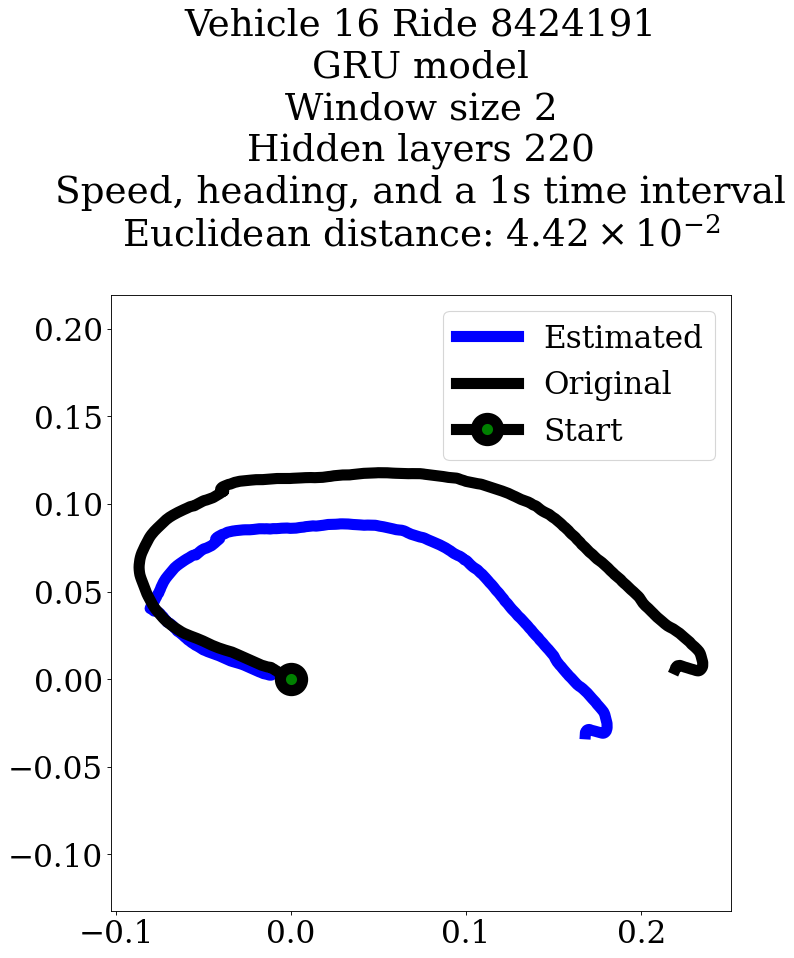 Vehicle 16 Ride 8424191
GRU model
Window size 2
Hidden layers 220
Speed, heading, and a 1s time interval
Euclidean distance: 4.42 × 10⁻²
Estimated
Original
Start
0.20
0.15
0.10
0.05
0.00
−0.05
−0.10
−0.1 0.0 0.1 0.2